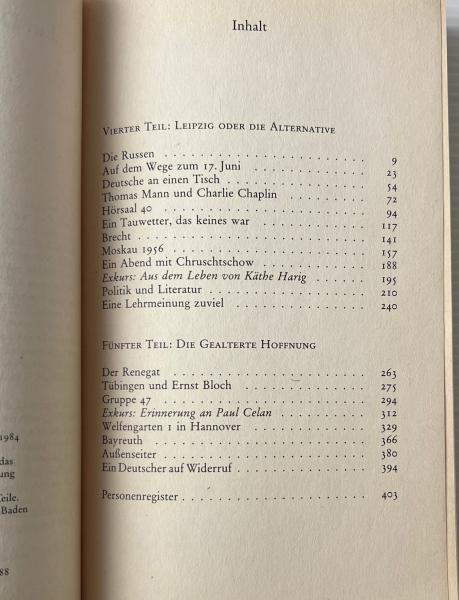 Inhalt
VIERTER TEIL: LEIPZIG ODER DIE ALTERNATIVE
Die Russen . . . . . . . . . . . . . . . . . . . . 9
Auf dem Wege zum 17. Juni . . . . . . . . . . . . 23
Deutsche an einen Tisch . . . . . . . . . . . . . 54
Thomas Mann und Charlie Chaplin . . . . . . . . 72
Hörsaal 40 . . . . . . . . . . . . . . . . . . . . 94
Ein Tauwetter, das keines war . . . . . . . . . . 117
Brecht . . . . . . . . . . . . . . . . . . . . . . 141
Moskau 1956 . . . . . . . . . . . . . . . . . . . 157
Ein Abend mit Chruschtschow . . . . . . . . . . 188
Exkurs: Aus dem Leben von Käthe Harig . . . . . 195
Politik und Literatur . . . . . . . . . . . . . . . 210
Eine Lehrmeinung zuviel . . . . . . . . . . . . . 240
FÜNFTER TEIL: DIE GEALTERTE HOFFNUNG
Der Renegat . . . . . . . . . . . . . . . . . . . 263
Tübingen und Ernst Bloch . . . . . . . . . . . . 275
Gruppe 47 . . . . . . . . . . . . . . . . . . . . 294
Exkurs: Erinnerung an Paul Celan . . . . . . . . 312
Welfengarten 1 in Hannover . . . . . . . . . . . 329
Bayreuth . . . . . . . . . . . . . . . . . . . . . 366
Außenseiter . . . . . . . . . . . . . . . . . . . 380
Ein Deutscher auf Widerruf . . . . . . . . . . . . 394
Personenregister . . . . . . . . . . . . . . . . . 403
1984
das
ung
Teile.
Baden
88